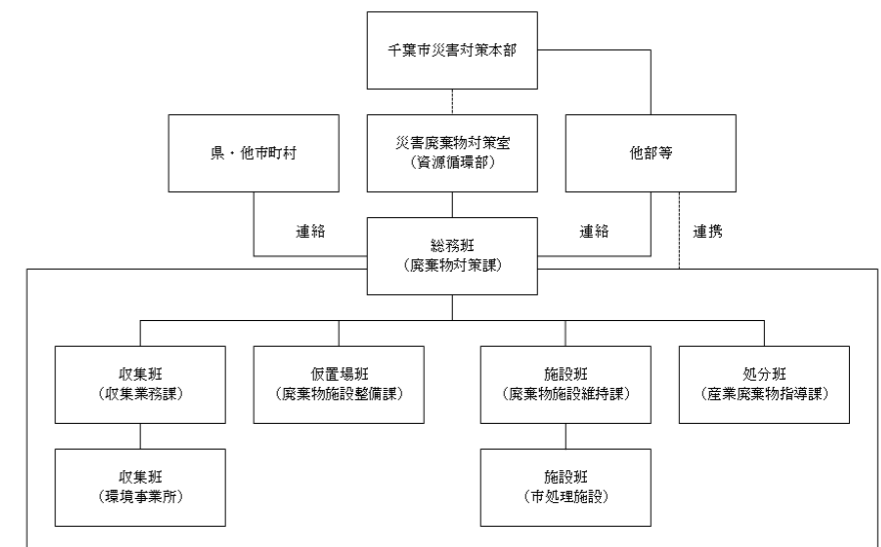 千葉市災害対策本部
県・他市町村
災害廃棄物対策室
（資源循環部）
他部等
連絡
連絡
連携
総務班
（廃棄物対策課）
収集班
（収集業務課）
仮置場班
（廃棄物施設整備課）
施設班
（廃棄物施設維持課）
処分班
（産業廃棄物指導課）
収集班
（環境事業所）
施設班
（市処理施設）